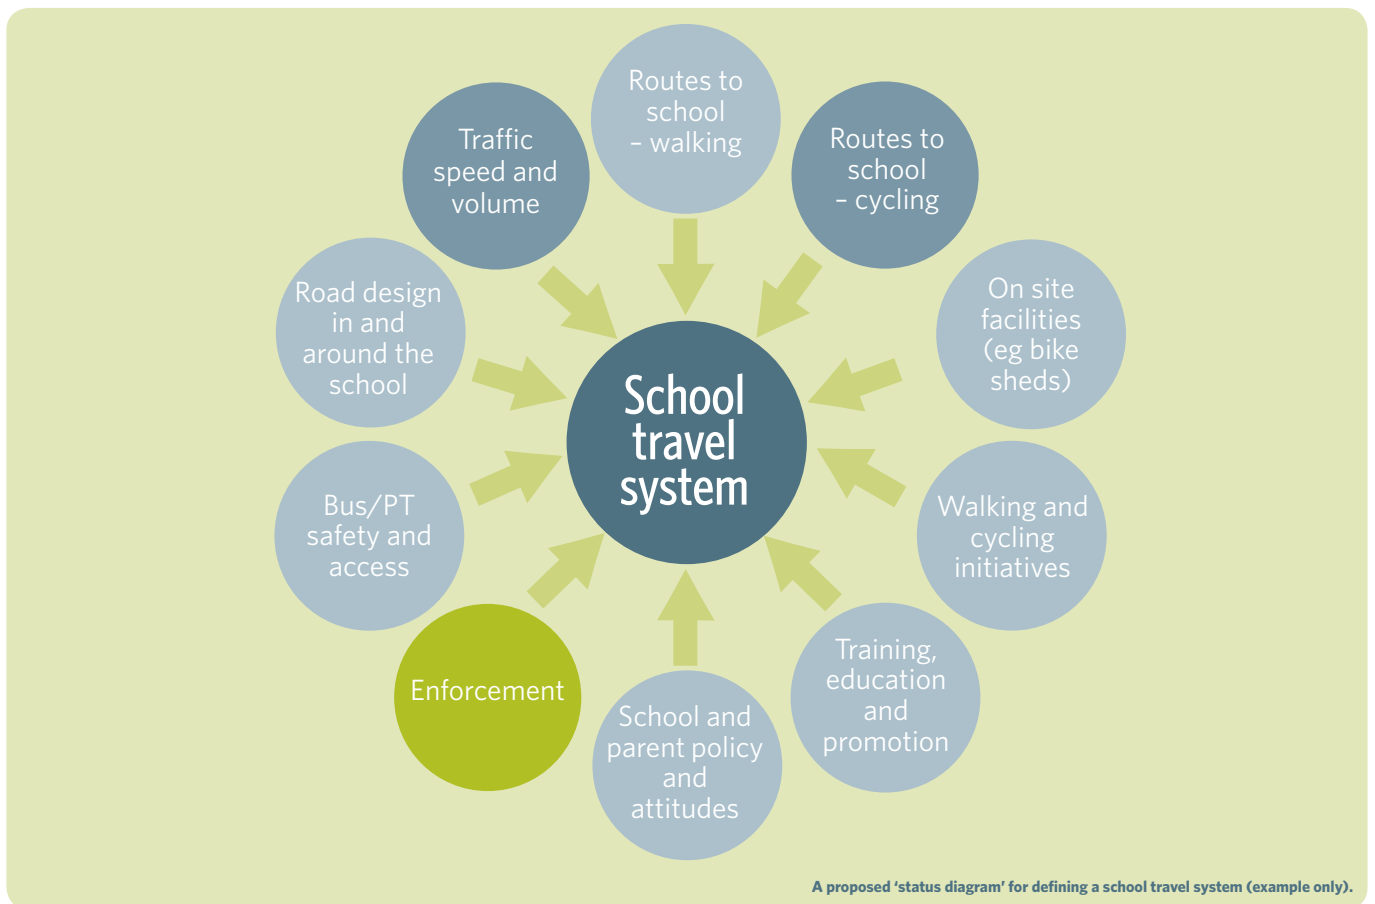 Routes to
school
– walking
Traffic
speed and
volume
Routes to
school
– cycling
Road design
in and
around the
school
On site
facilities
(eg bike
sheds)
School
travel
system
Bus/PT
safety and
access
Walking and
cycling
initiatives
Enforcement
School and
parent policy
and
attitudes
Training,
education
and
promotion
A proposed ‘status diagram’ for defining a school travel system (example only).